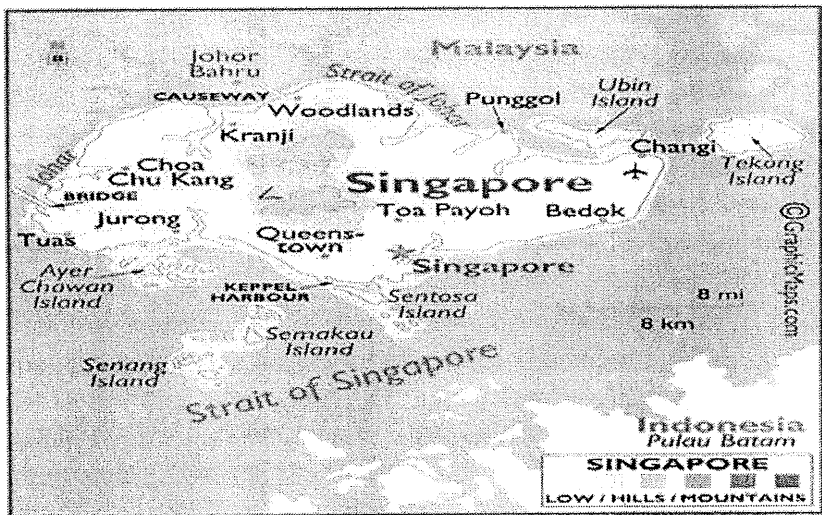 Malaysia
Johor
Bahru
Strait of Johor
Ubin
Island
CAUSEWAY
Woodlands
Punggol
Kranji
Changi
Tekong
Island
Johor
Choa
Chu Kang
BRIDGE
Singapore
Jurong
Toa Payoh
Bedok
Tuas
Queens-
town
Ayer
Chawan
Island
Singapore
KEPPEL
HARBOUR
Sentosa
Island
8 mi
8 km
©GraphicMaps.com
Semakau
Island
Senang
Island
Strait of Singapore
Indonesia
Pulau Batam
SINGAPORE
LOW / HILLS / MOUNTAINS